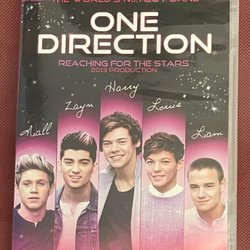 THE WORLD'S NO.1 BOY BAND
ONE
DIRECTION
REACHING FOR THE STARS
2013 PRODUCTION
Harry
Zayn
Louis
Niall
Liam